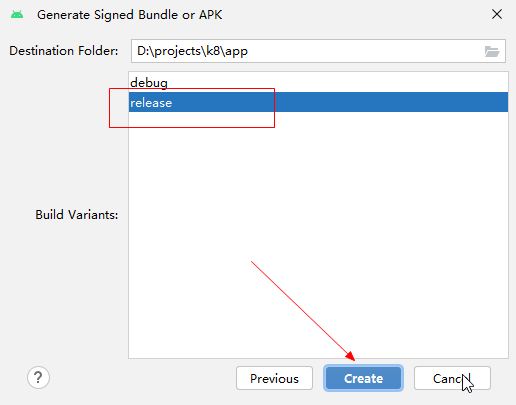 Generate Signed Bundle or APK
Destination Folder: D:\projects\k8\app
debug
release
Build Variants:
? Previous Create Cancel